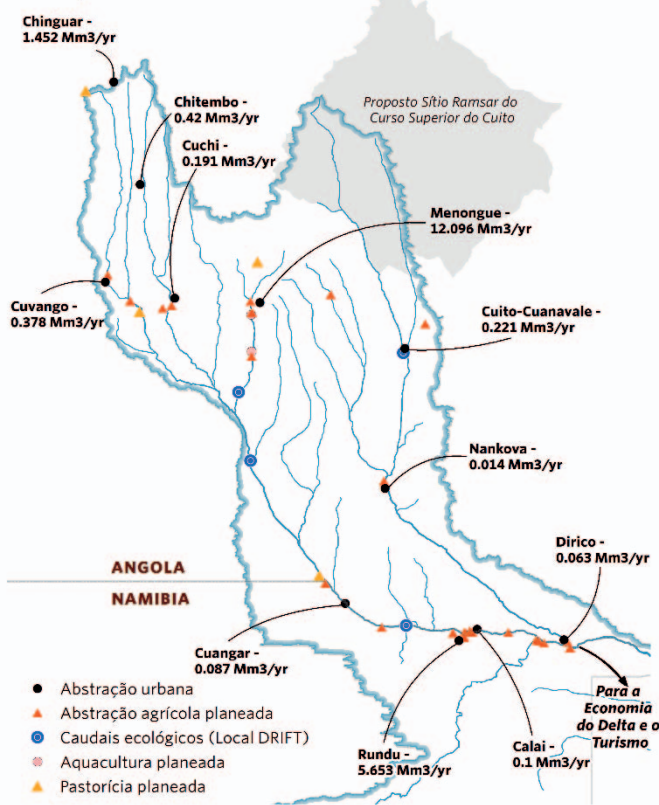 Chinguar -
1.452 Mm3/yr
Chitembo -
0.42 Mm3/yr
Cuchi -
0.191 Mm3/yr
Proposto Sítio Ramsar do
Curso Superior do Cuito
Menongue -
12.096 Mm3/yr
Cuvango -
0.378 Mm3/yr
Cuito-Cuanavale -
0.221 Mm3/yr
Nankova -
0.014 Mm3/yr
Dirico -
0.063 Mm3/yr
ANGOLA
NAMIBIA
Cuangar -
0.087 Mm3/yr
Rundu -
5.653 Mm3/yr
Calai -
0.1 Mm3/yr
Para a
Economia
do Delta e o
Turismo
Abstração urbana
Abstração agrícola planeada
Caudais ecológicos (Local DRIFT)
Aquacultura planeada
Pastorícia planeada